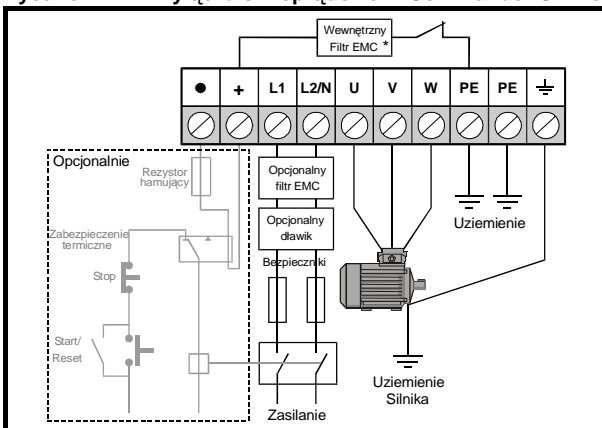 Wewnętrzny
Filtr EMC *
● + L1 L2/N U V W PE PE
Opcjonalnie
Rezystor
hamujący
Opcjonalny
filtr EMC
Opcjonalny
dławik
Bezpieczniki
Zabezpieczenie
termiczne
Stop
Start/
Reset
Zasilanie
Uziemienie
Uziemienie
Silnika